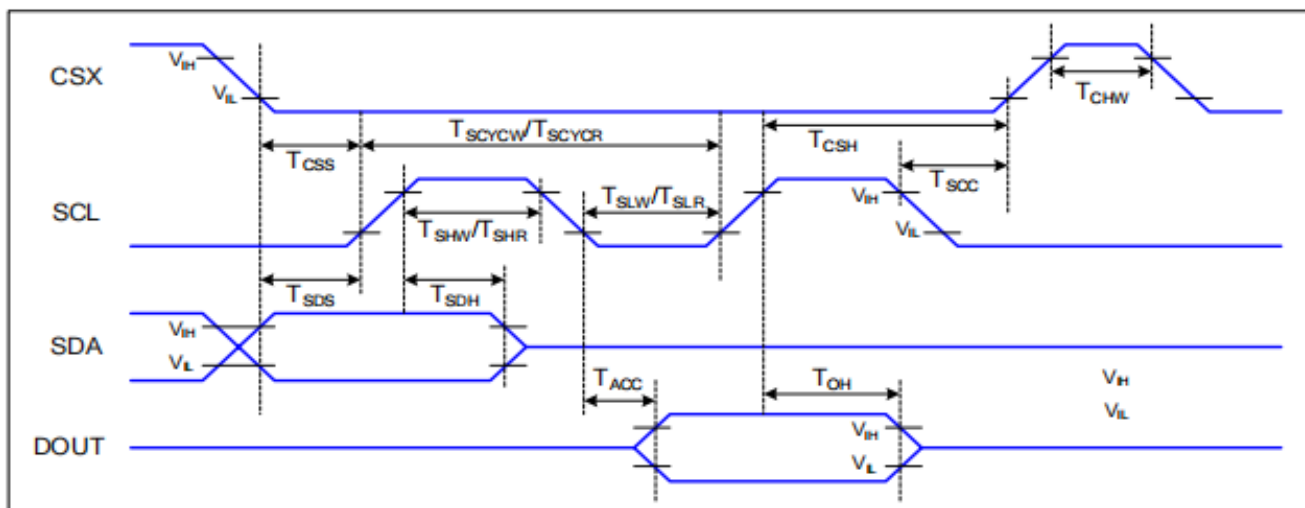 CSX
VIH
VIL
TCHW
TSCYCW/TSCYCR
TCSS
TCSH
TSCC
SCL
TSHW/TSHR
TSLW/TSLR
VIH
VIL
TSDS
TSDH
SDA
VIH
VIL
TACC
TOH
VIH
VIL
DOUT
VIH
VIL